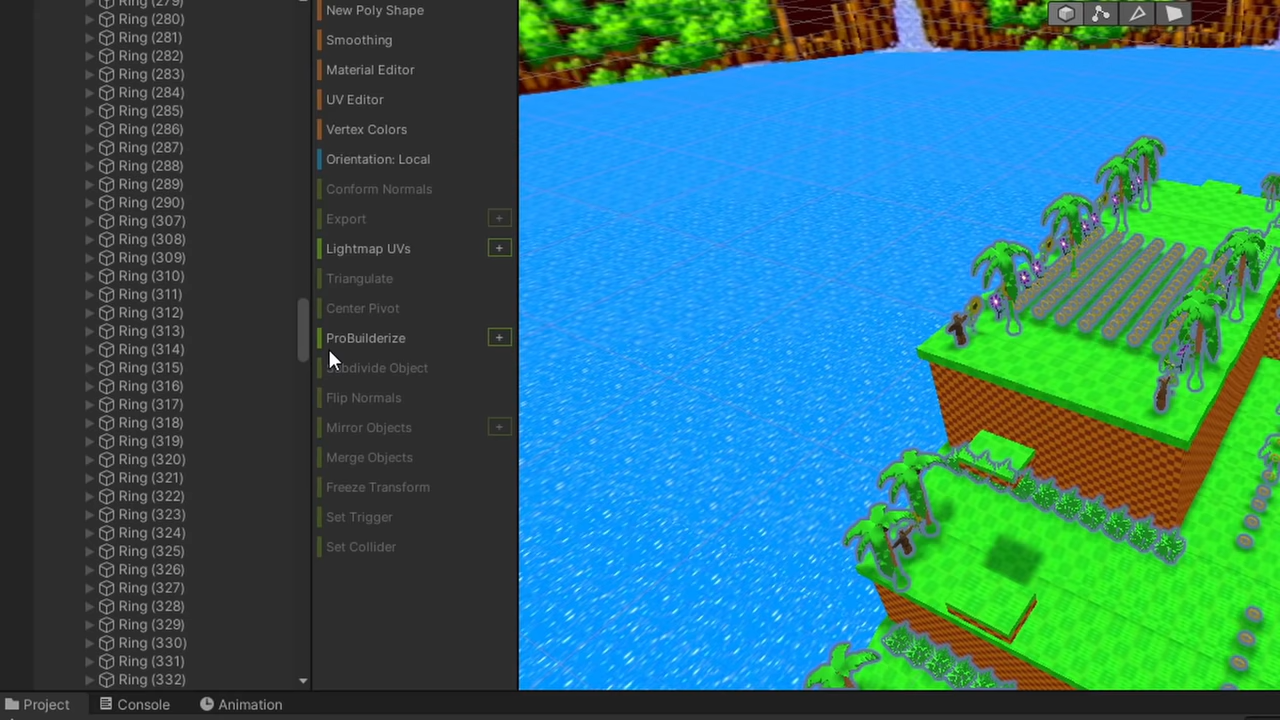 Ring (279)
Ring (280)
Ring (281)
Ring (282)
Ring (283)
Ring (284)
Ring (285)
Ring (286)
Ring (287)
Ring (288)
Ring (289)
Ring (290)
Ring (307)
Ring (308)
Ring (309)
Ring (310)
Ring (311)
Ring (312)
Ring (313)
Ring (314)
Ring (315)
Ring (316)
Ring (317)
Ring (318)
Ring (319)
Ring (320)
Ring (321)
Ring (322)
Ring (323)
Ring (324)
Ring (325)
Ring (326)
Ring (327)
Ring (328)
Ring (329)
Ring (330)
Ring (331)
Ring (332)
New Poly Shape
Smoothing
Material Editor
UV Editor
Vertex Colors
Orientation: Local
Conform Normals
Export +
Lightmap UVs +
Triangulate
Center Pivot
ProBuilderize +
Subdivide Object
Flip Normals
Mirror Objects +
Merge Objects
Freeze Transform
Set Trigger
Set Collider
Project Console Animation